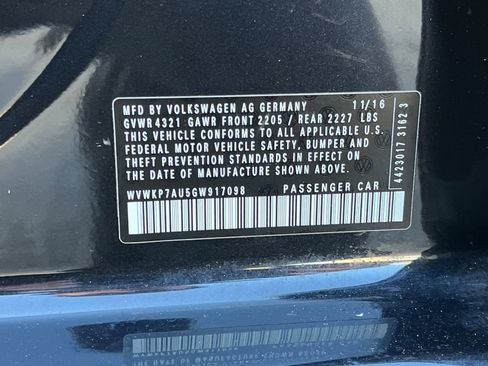 MFD BY VOLKSWAGEN AG GERMANY 11/16
GVWR 4321 GAWR FRONT 2205 / REAR 2227 LBS
THIS VEHICLE CONFORMS TO ALL APPLICABLE U.S.
FEDERAL MOTOR VEHICLE SAFETY, BUMPER AND
THEFT PREVENTION STANDARDS IN EFFECT ON
THE DATE OF MANUFACTURE SHOWN ABOVE.
WVWKP7AU5GW917098 PASSENGER CAR
4423017 3162 3